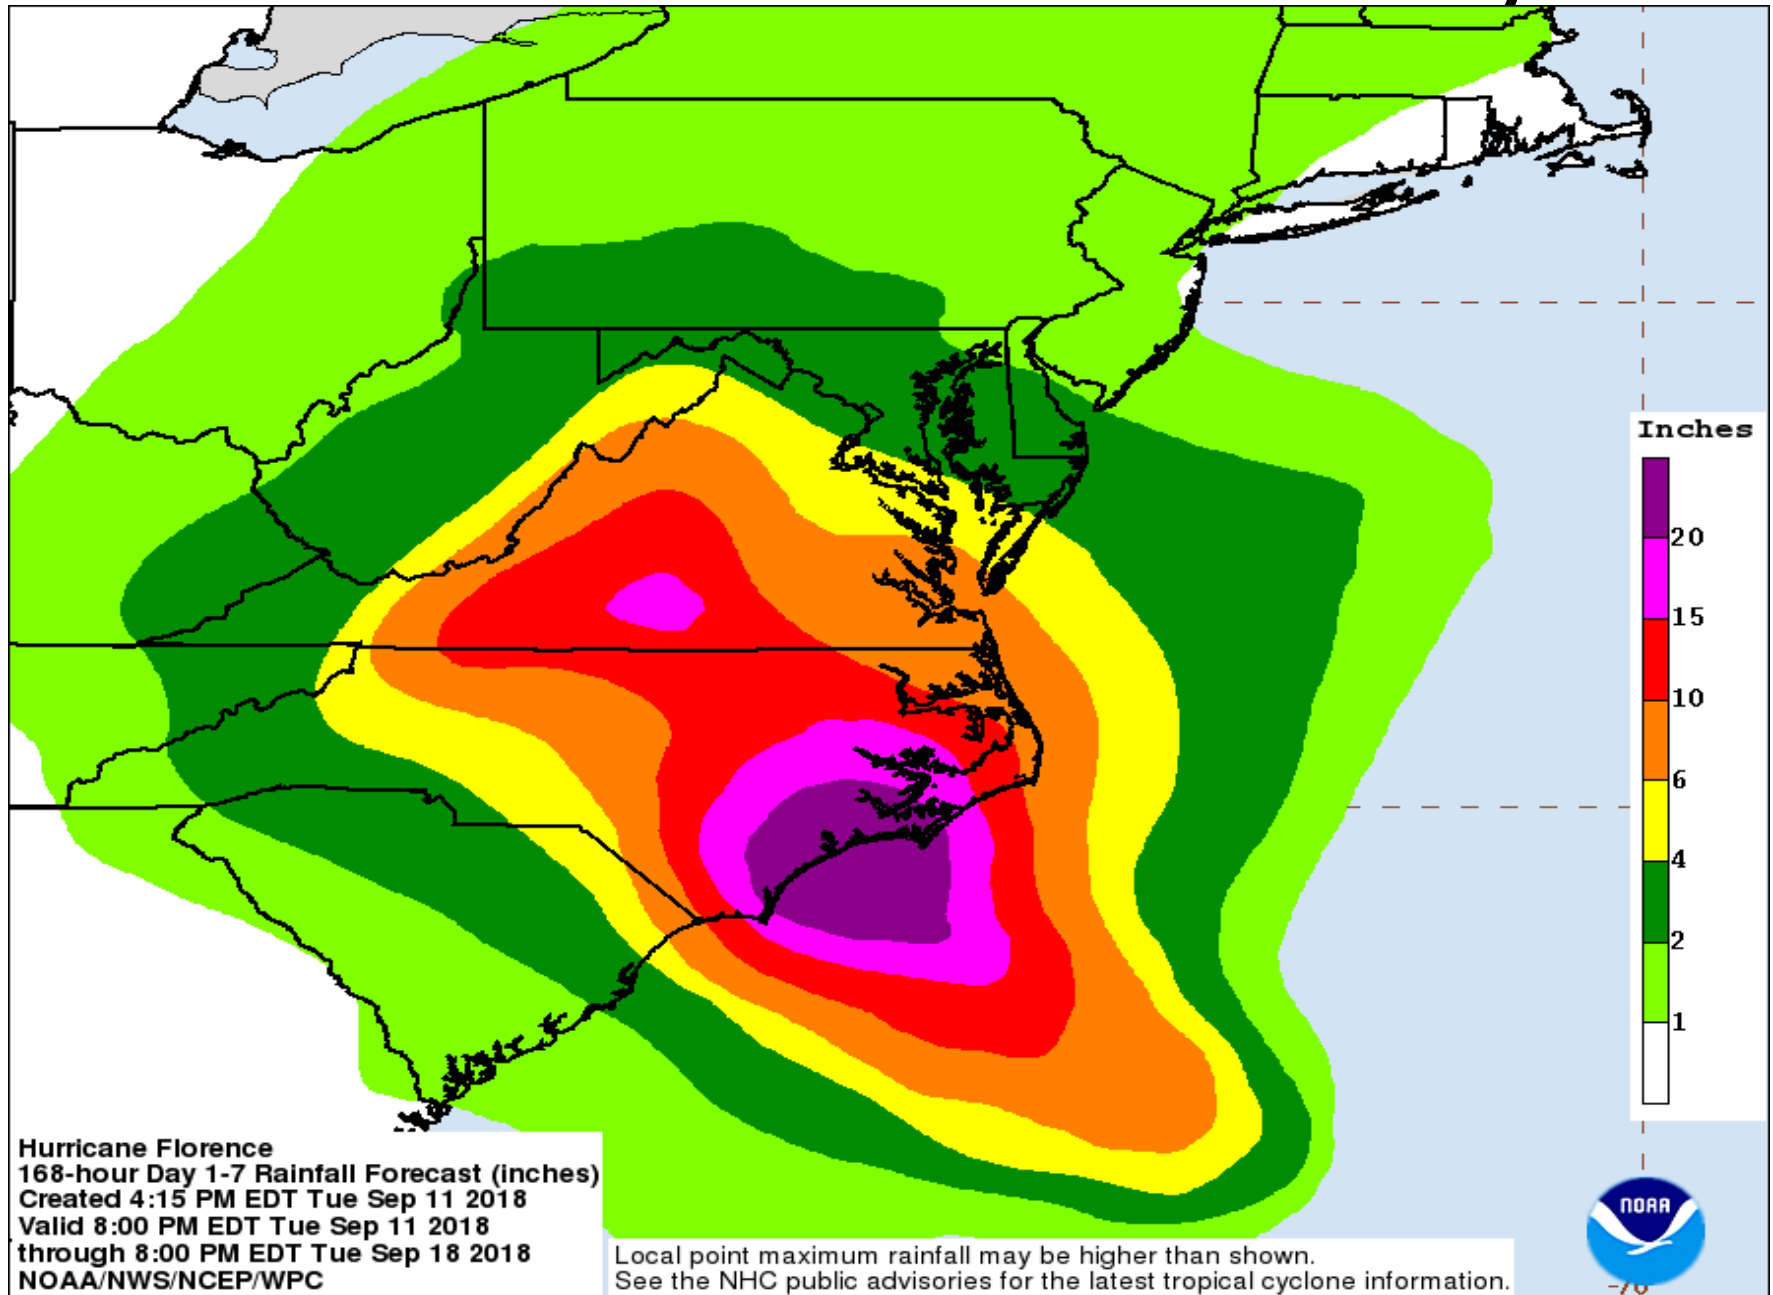 Inches
20
15
10
6
4
2
1
Hurricane Florence
168-hour Day 1-7 Rainfall Forecast (inches)
Created 4:15 PM EDT Tue Sep 11 2018
Valid 8:00 PM EDT Tue Sep 11 2018
through 8:00 PM EDT Tue Sep 18 2018
NOAA/NWS/NCEP/WPC
Local point maximum rainfall may be higher than shown.
See the NHC public advisories for the latest tropical cyclone information.
NOAA